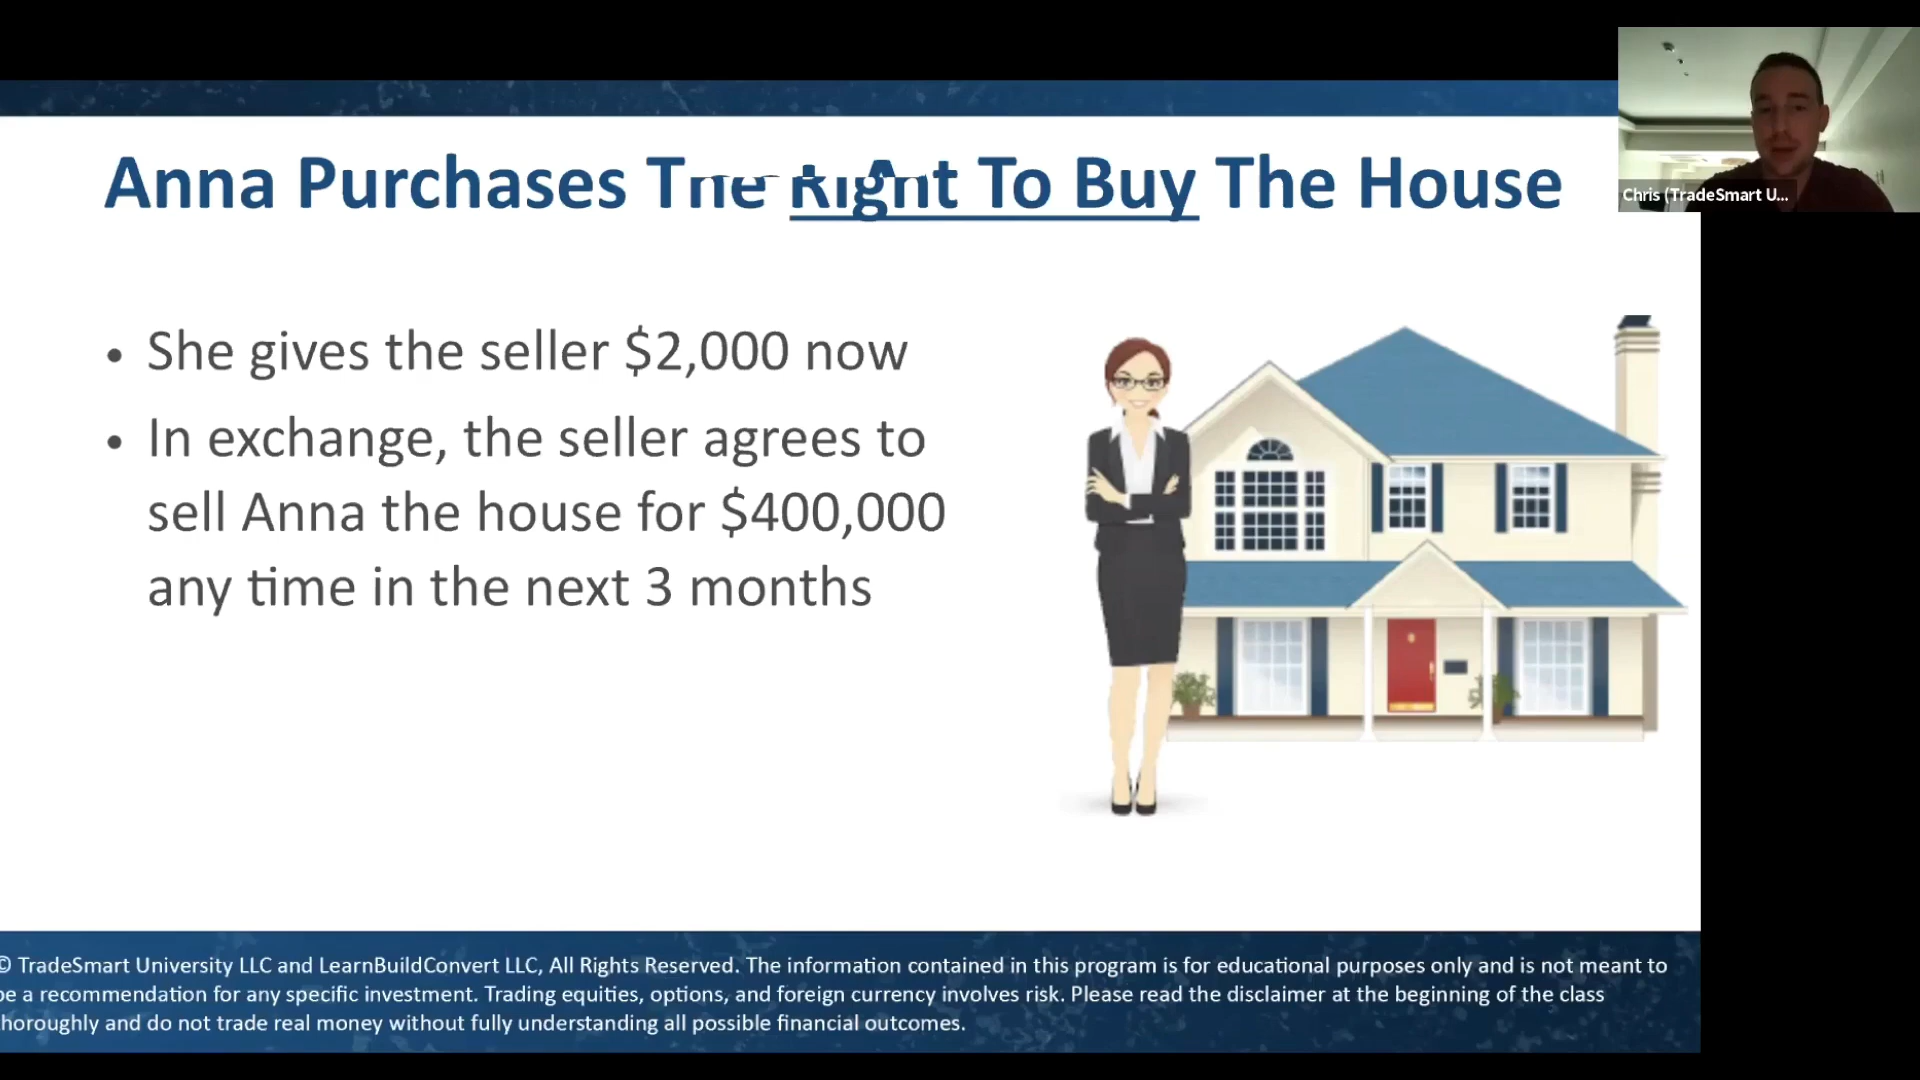 Anna Purchases The Right To Buy The House
Chris (TradeSmart U...
• She gives the seller $2,000 now
• In exchange, the seller agrees to
sell Anna the house for $400,000
any time in the next 3 months
© TradeSmart University LLC and LearnBuildConvert LLC, All Rights Reserved. The information contained in this program is for educational purposes only and is not meant to
be a recommendation for any specific investment. Trading equities, options, and foreign currency involves risk. Please read the disclaimer at the beginning of the class
horoughly and do not trade real money without fully understanding all possible financial outcomes.